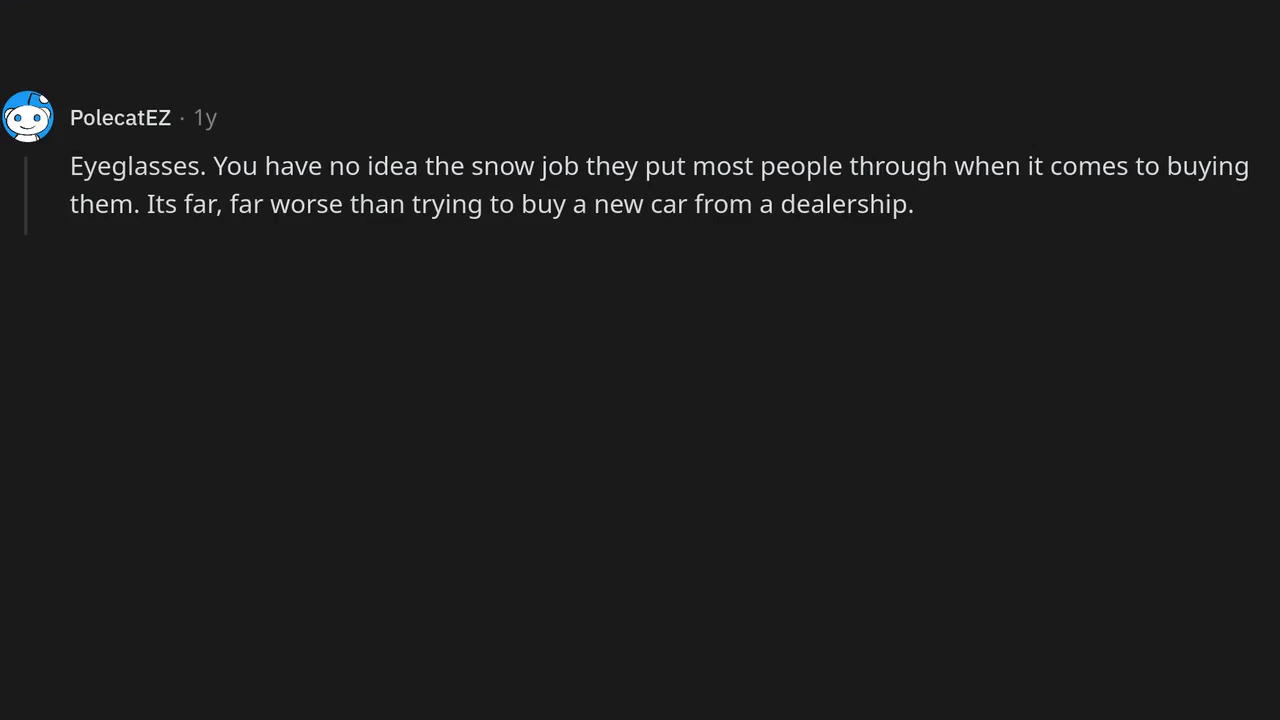 PolecatEZ · 1y
Eyeglasses. You have no idea the snow job they put most people through when it comes to buying
them. Its far, far worse than trying to buy a new car from a dealership.